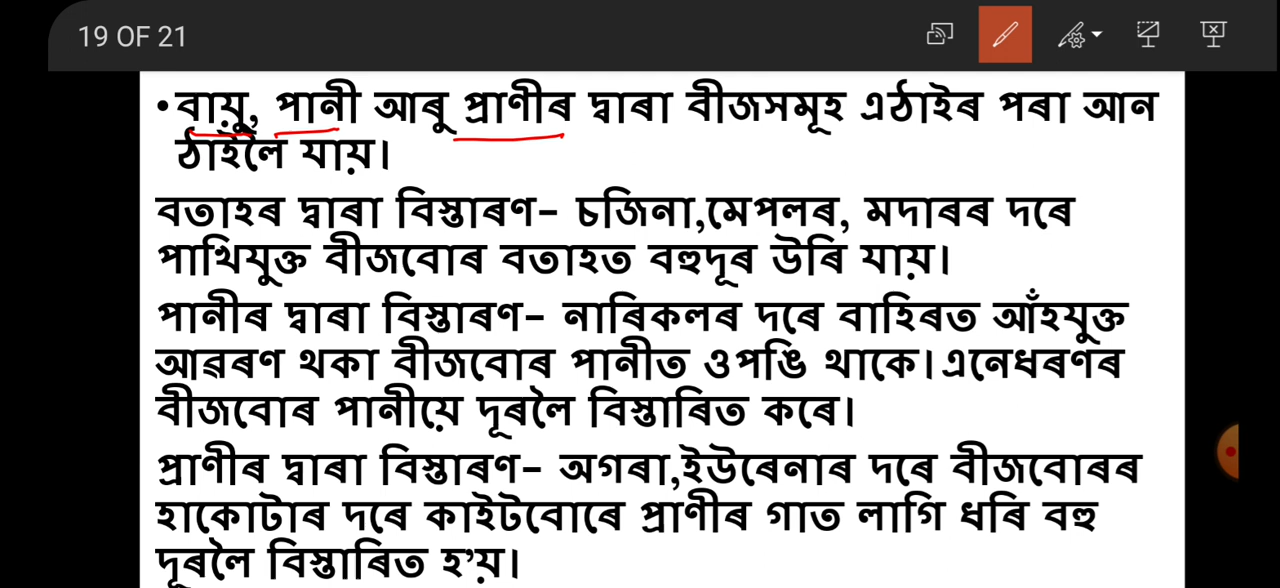 19 OF 21
•বায়ু, পানী আৰু প্ৰাণীৰ দ্বাৰা বীজসমূহ এঠাইৰ পৰা আন
ঠাইলৈ যায়।
বতাহৰ দ্বাৰা বিস্তাৰণ– চজিনা,মেপলৰ, মদাৰৰ দৰে
পাখিযুক্ত বীজবোৰ বতাহত বহুদূৰ উৰি যায়।
পানীৰ দ্বাৰা বিস্তাৰণ– নাৰিকলৰ দৰে বাহিৰত আঁহযুক্ত
আৱৰণ থকা বীজবোৰ পানীত ওপঙি থাকে। এনেধৰণৰ
বীজবোৰ পানীয়ে দূৰলৈ বিস্তাৰিত কৰে।
প্ৰাণীৰ দ্বাৰা বিস্তাৰণ– অগৰা,ইউৰেনাৰ দৰে বীজবোৰৰ
হাকোটাৰ দৰে কাইটবোৰে প্ৰাণীৰ গাত লাগি ধৰি বহু
দূৰলৈ বিস্তাৰিত হ’য়।